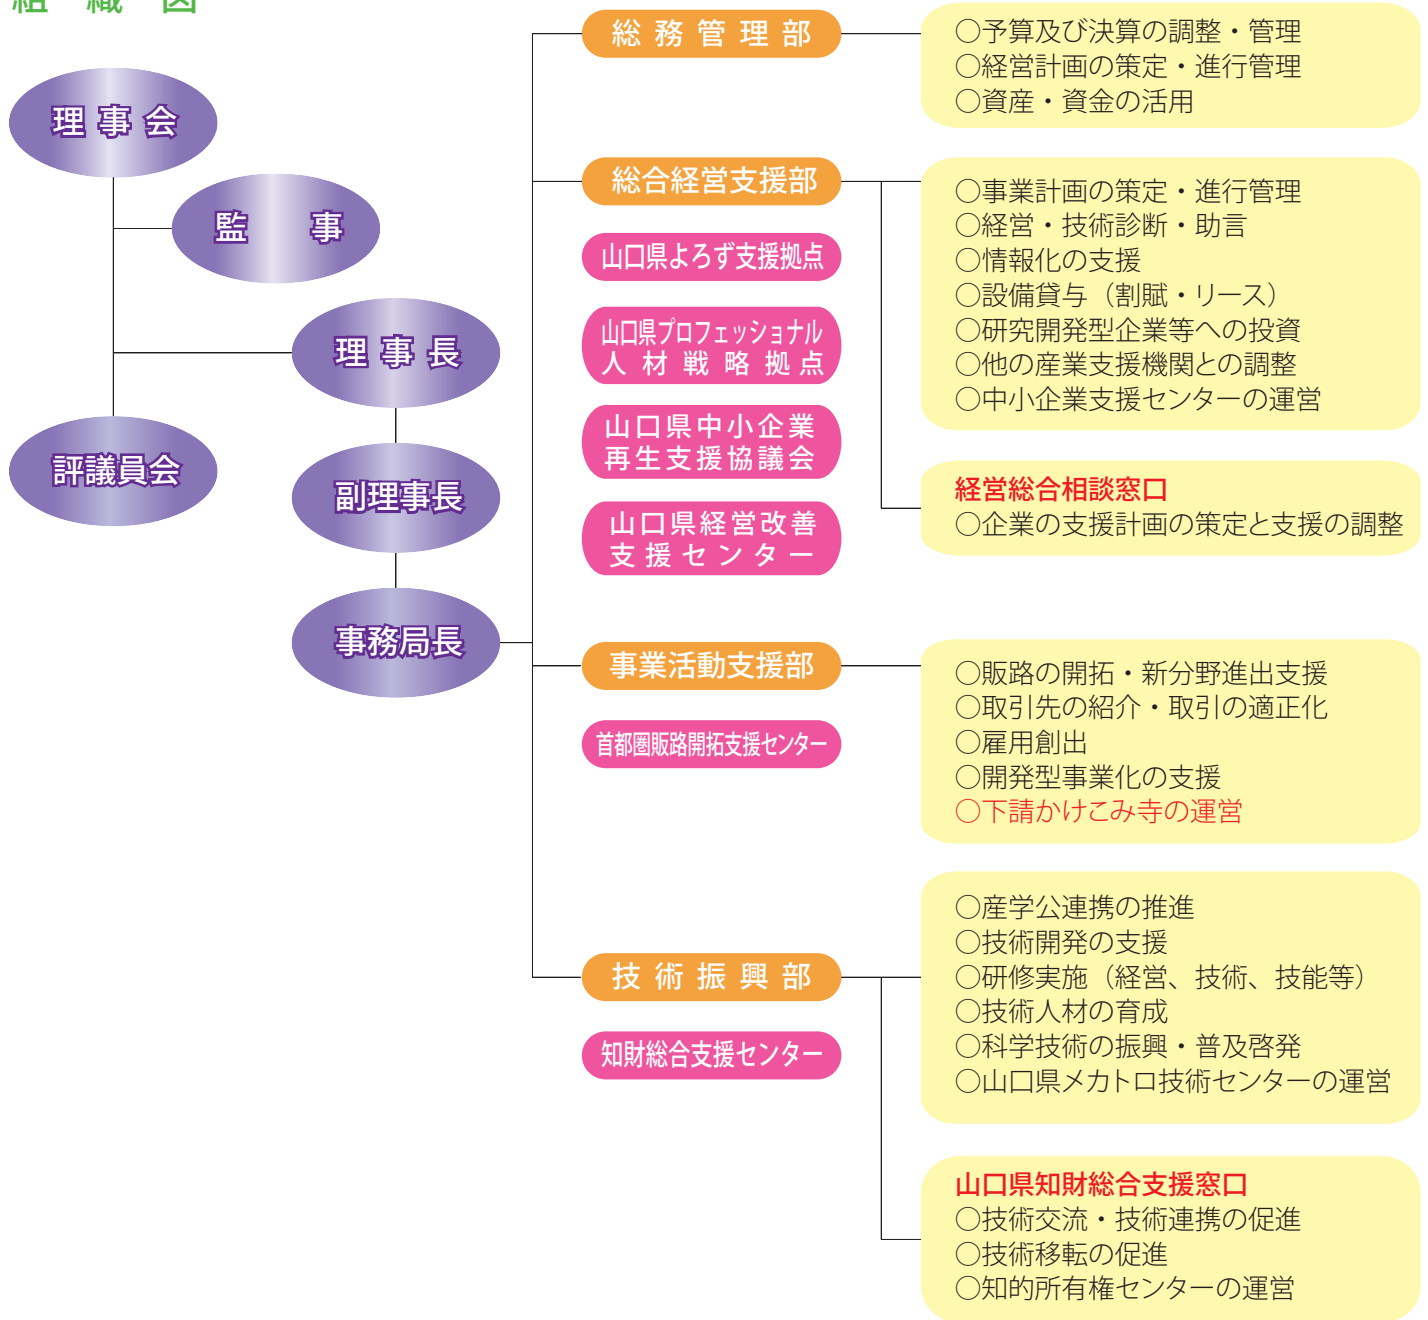 組織図
理事会
監事
理事長
評議員会
副理事長
事務局長
総務管理部
○予算及び決算の調整・管理
○経営計画の策定・進行管理
○資産・資金の活用
総合経営支援部
山口県よろず支援拠点
山口県プロフェッショナル
人材戦略拠点
山口県中小企業
再生支援協議会
山口県経営改善
支援センター
○事業計画の策定・進行管理
○経営・技術診断・助言
○情報化の支援
○設備貸与（割賦・リース）
○研究開発型企業等への投資
○他の産業支援機関との調整
○中小企業支援センターの運営
経営総合相談窓口
○企業の支援計画の策定と支援の調整
事業活動支援部
首都圏販路開拓支援センター
○販路の開拓・新分野進出支援
○取引先の紹介・取引の適正化
○雇用創出
○開発型事業化の支援
○下請かけこみ寺の運営
技術振興部
知財総合支援センター
○産学公連携の推進
○技術開発の支援
○研修実施（経営、技術、技能等）
○技術人材の育成
○科学技術の振興・普及啓発
○山口県メカトロ技術センターの運営
山口県知財総合支援窓口
○技術交流・技術連携の促進
○技術移転の促進
○知的所有権センターの運営